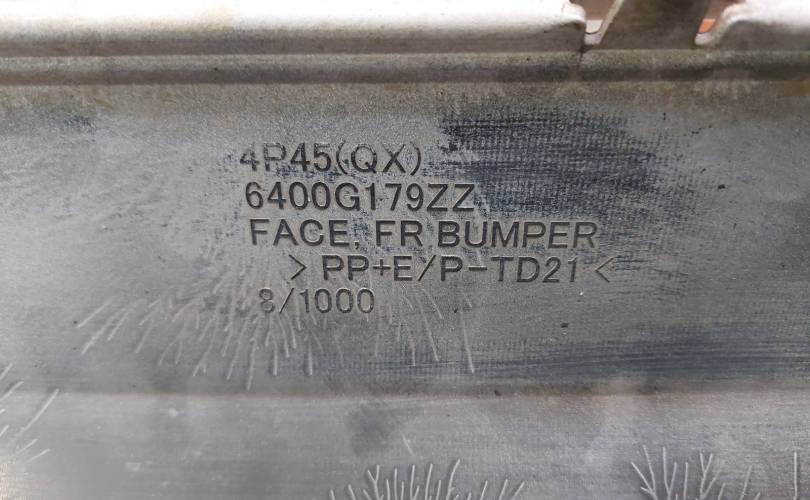 4P45(QX)
6400G179ZZ
FACE, FR BUMPER
>PP+E/P-TD21<
8/1000